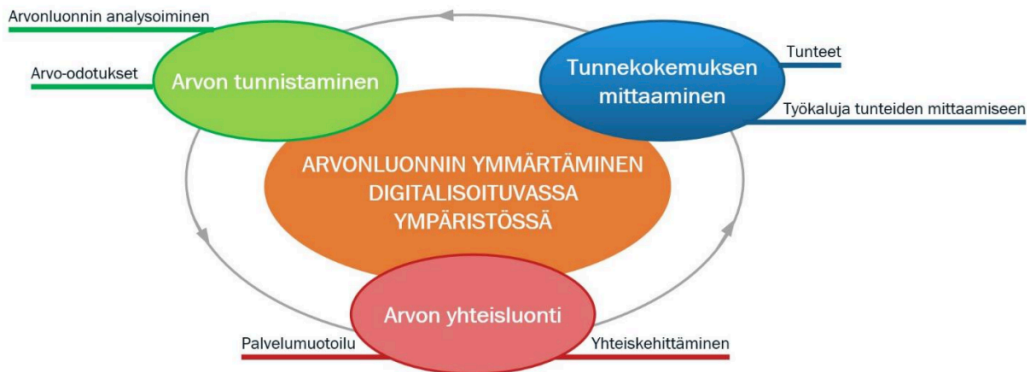 Arvonluonnin analysoiminen
Arvo-odotukset
Arvon tunnistaminen
Tunnekokemuksen
mittaaminen
Tunteet
Työkaluja tunteiden mittaamiseen
ARVONLUONNIN YMMÄRTÄMINEN
DIGITALISOITUVASSA
YMPÄRISTÖSSÄ
Arvon yhteisluonti
Palvelumuotoilu
Yhteiskehittäminen